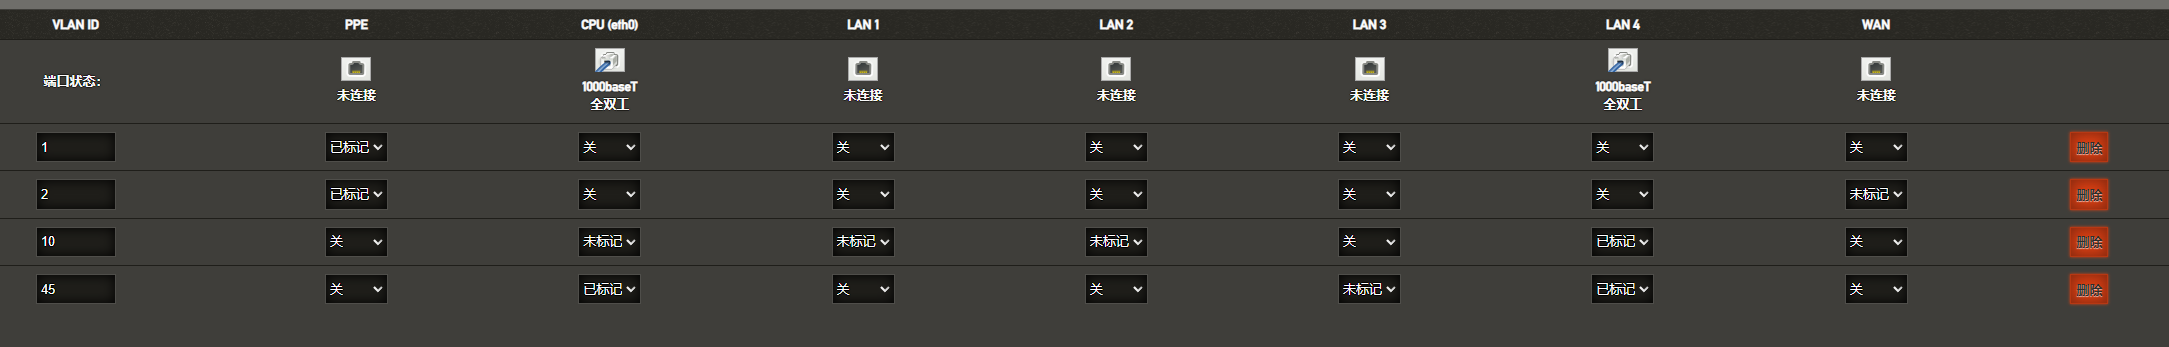 VLAN ID PPE CPU (eth0) LAN 1 LAN 2 LAN 3 LAN 4 WAN
端口状态: 未连接 1000baseT 全双工 未连接 未连接 未连接 1000baseT 全双工 未连接
1 已标记 关 关 关 关 关 关 删除
2 已标记 关 关 关 关 关 未标记 删除
10 关 未标记 未标记 未标记 关 已标记 关 删除
45 关 已标记 关 关 未标记 已标记 关 删除